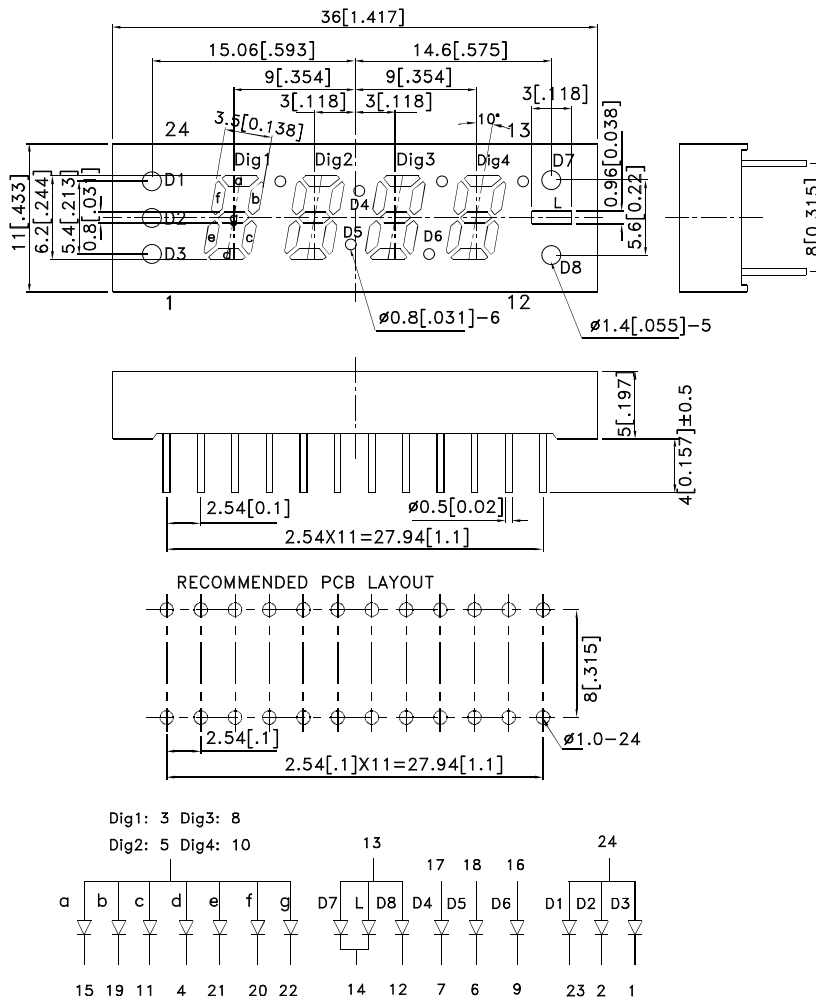 36[1.417]
15.06[.593] 14.6[.575]
9[.354] 9[.354]
3[.118] 3[.118] 3[.118]
24 3.5[0.138] 10° 13
Dig1 Dig2 Dig3 Dig4 D7
D1 a
f b D4 L
D2 g
e c D5 D6
D3 d D8
11[.433]
6.2[.244]
5.4[.213]
0.96[0.038]
5.6[0.22]
8[0.315]
1 12
ø0.8[.031]-6
ø1.4[.055]-5
5[.197]
4[0.157]±0.5
2.54[0.1] ø0.5[0.02]
2.54X11=27.94[1.1]
RECOMMENDED PCB LAYOUT
8[.315]
2.54[.1] ø1.0-24
2.54[.1]X11=27.94[1.1]
Dig1: 3 Dig3: 8
Dig2: 5 Dig4: 10
13 24
17 18 16
a b c d e f g D7 L D8 D4 D5 D6 D1 D2 D3
15 19 11 4 21 20 22 14 12 7 6 9 23 2 1